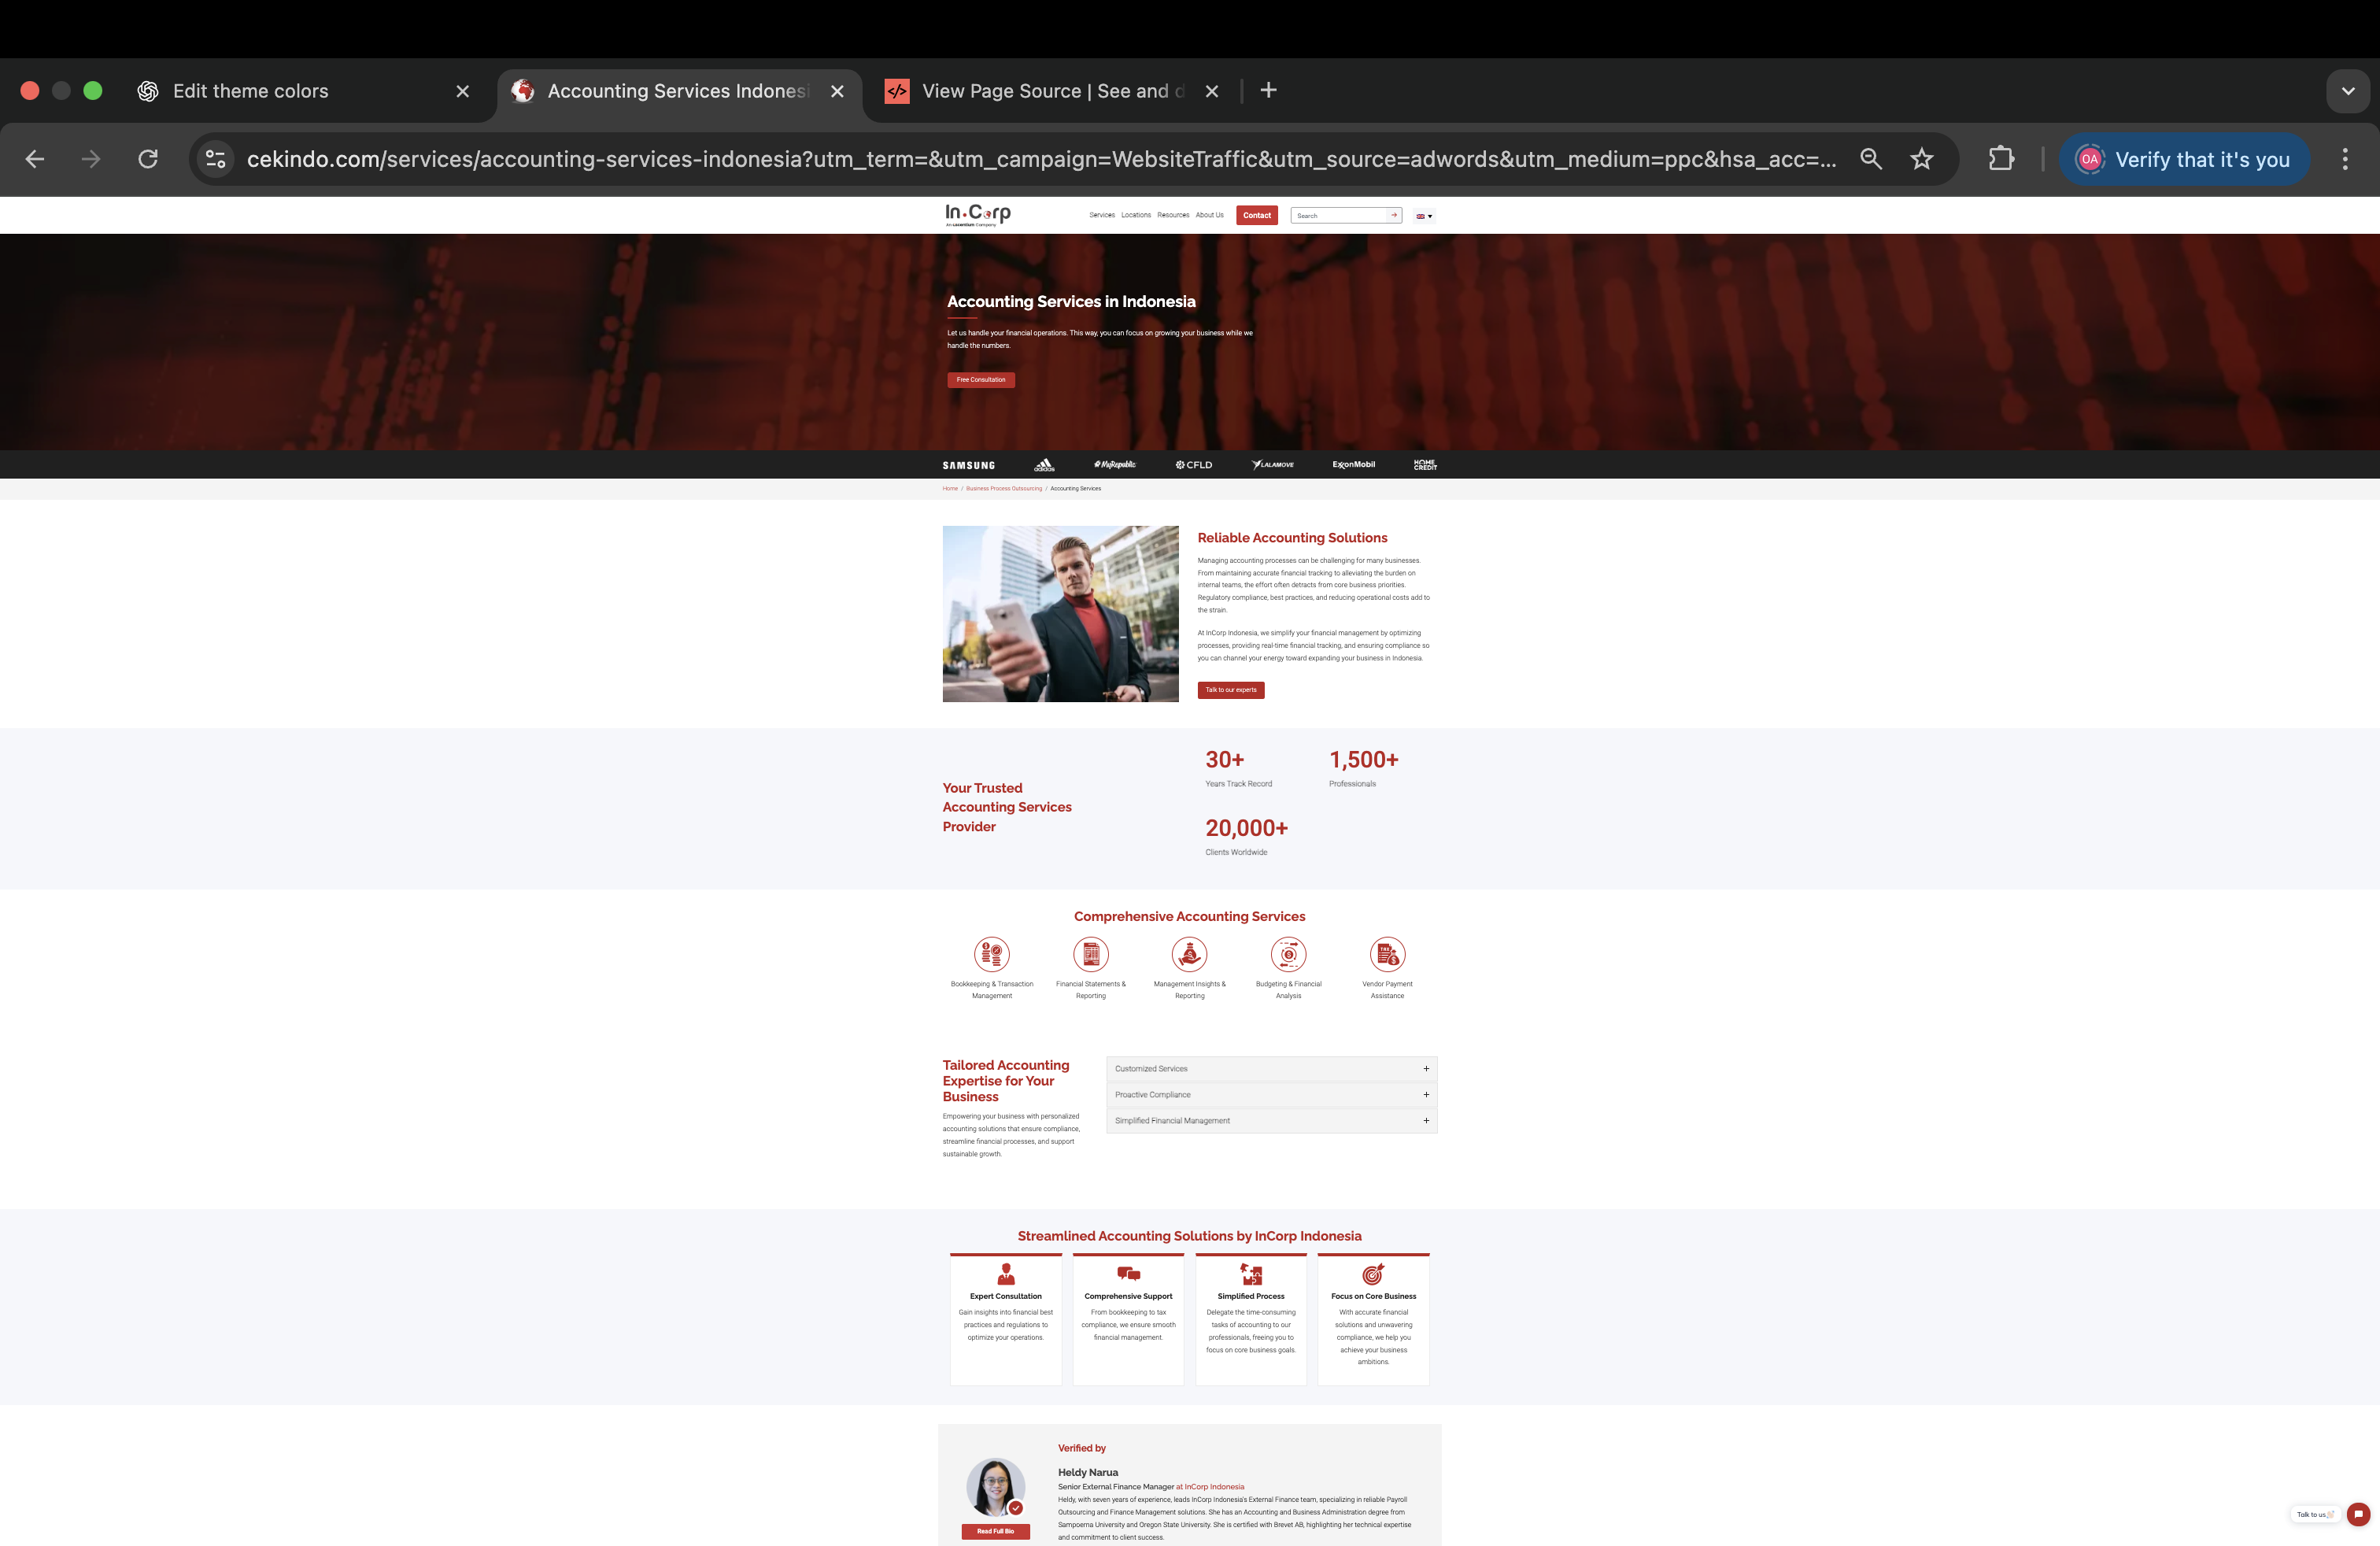 Edit theme colors
Accounting Services Indonesi
View Page Source | See and d
cekindo.com/services/accounting-services-indonesia?utm_term=&utm_campaign=WebsiteTraffic&utm_source=adwords&utm_medium=ppc&hsa_acc=...
OA Verify that it's you
In.Corp
An Ascentium Company
Services Locations Resources About Us Contact Search
Accounting Services in Indonesia
Let us handle your financial operations. This way, you can focus on growing your business while we
handle the numbers.
Free Consultation
SAMSUNG adidas MyRepublic CFLD LALAMOVE ExxonMobil HOME CREDIT
Home / Business Process Outsourcing / Accounting Services
Reliable Accounting Solutions
Managing accounting processes can be challenging for many businesses.
From maintaining accurate financial tracking to alleviating the burden on
internal teams, the effort often detracts from core business priorities.
Regulatory compliance, best practices, and reducing operational costs add to
the strain.
At InCorp Indonesia, we simplify your financial management by optimizing
processes, providing real-time financial tracking, and ensuring compliance so
you can channel your energy toward expanding your business in Indonesia.
Talk to our experts
Your Trusted
Accounting Services
Provider
30+
Years Track Record
1,500+
Professionals
20,000+
Clients Worldwide
Comprehensive Accounting Services
Bookkeeping & Transaction
Management
Financial Statements &
Reporting
Management Insights &
Reporting
Budgeting & Financial
Analysis
TAX
Vendor Payment
Assistance
Tailored Accounting
Expertise for Your
Business
Empowering your business with personalized
accounting solutions that ensure compliance,
streamline financial processes, and support
sustainable growth.
Customized Services +
Proactive Compliance +
Simplified Financial Management +
Streamlined Accounting Solutions by InCorp Indonesia
Expert Consultation
Gain insights into financial best
practices and regulations to
optimize your operations.
Comprehensive Support
From bookkeeping to tax
compliance, we ensure smooth
financial management.
Simplified Process
Delegate the time-consuming
tasks of accounting to our
professionals, freeing you to
focus on core business goals.
Focus on Core Business
With accurate financial
solutions and unwavering
compliance, we help you
achieve your business
ambitions.
Verified by
Heldy Narua
Senior External Finance Manager at InCorp Indonesia
Heldy, with seven years of experience, leads InCorp Indonesia's External Finance team, specializing in reliable Payroll
Outsourcing and Finance Management solutions. She has an Accounting and Business Administration degree from
Sampoerna University and Oregon State University. She is certified with Brevet AB, highlighting her technical expertise
and commitment to client success.
Read Full Bio
Talk to us👋🏻